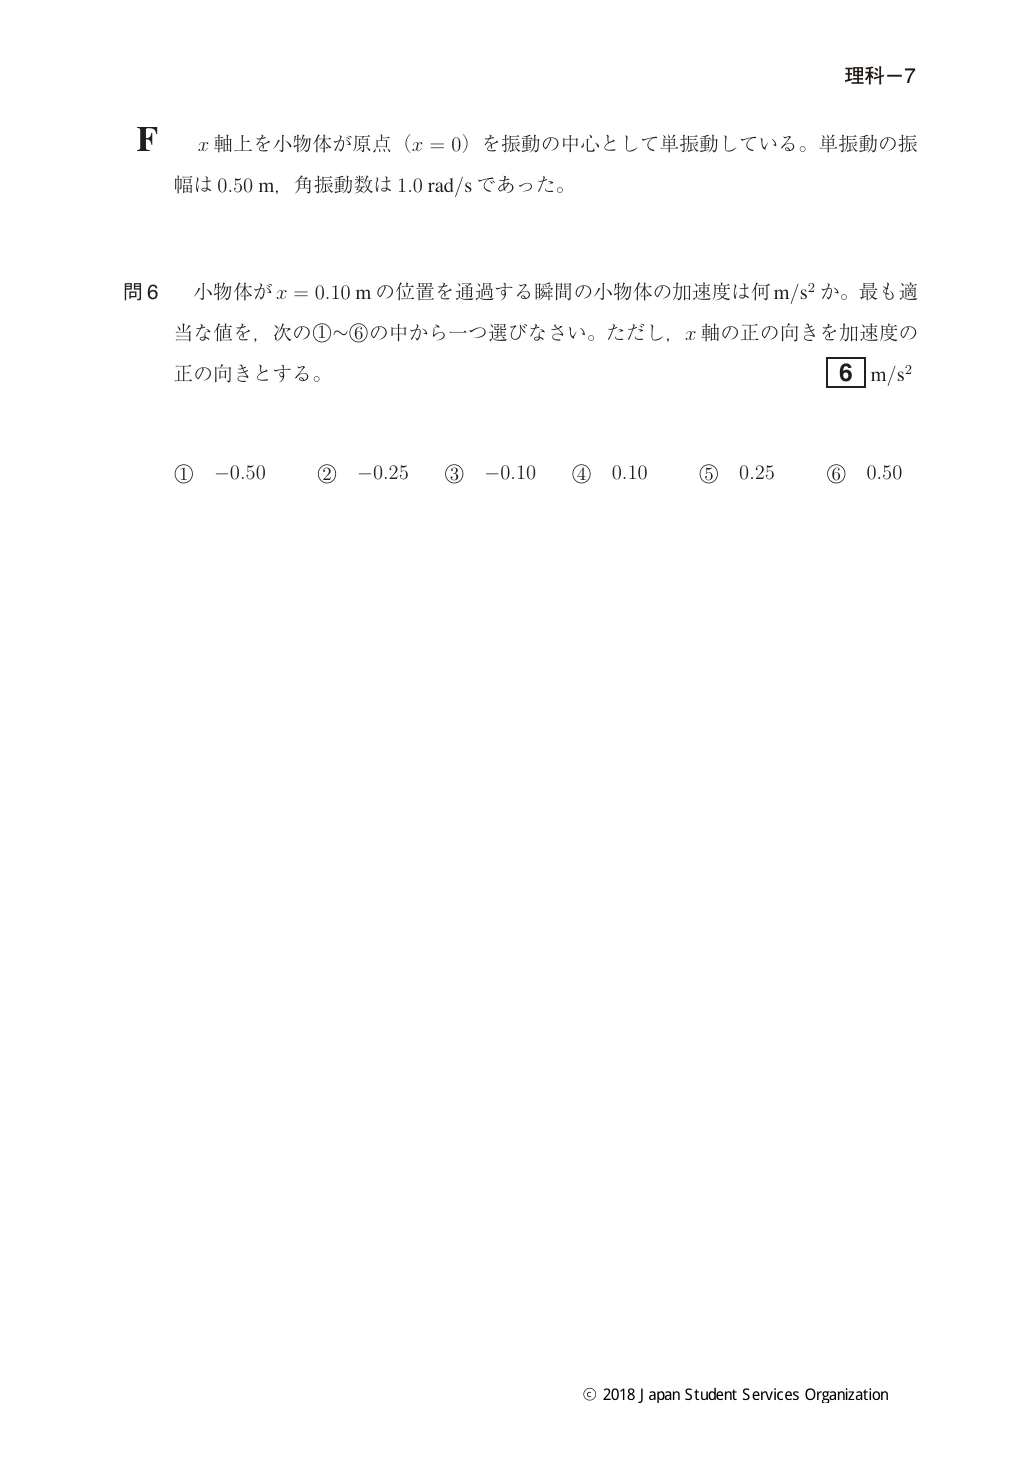 理科－7
F　x 軸上を小物体が原点（x = 0）を振動の中心として単振動している。単振動の振
幅は 0.50 m，角振動数は 1.0 rad/s であった。
問6　小物体が x = 0.10 m の位置を通過する瞬間の小物体の加速度は何 m/s² か。最も適
当な値を，次の①～⑥の中から一つ選びなさい。ただし，x 軸の正の向きを加速度の
正の向きとする。　6 m/s²
①　−0.50　②　−0.25　③　−0.10　④　0.10　⑤　0.25　⑥　0.50
© 2018 Japan Student Services Organization